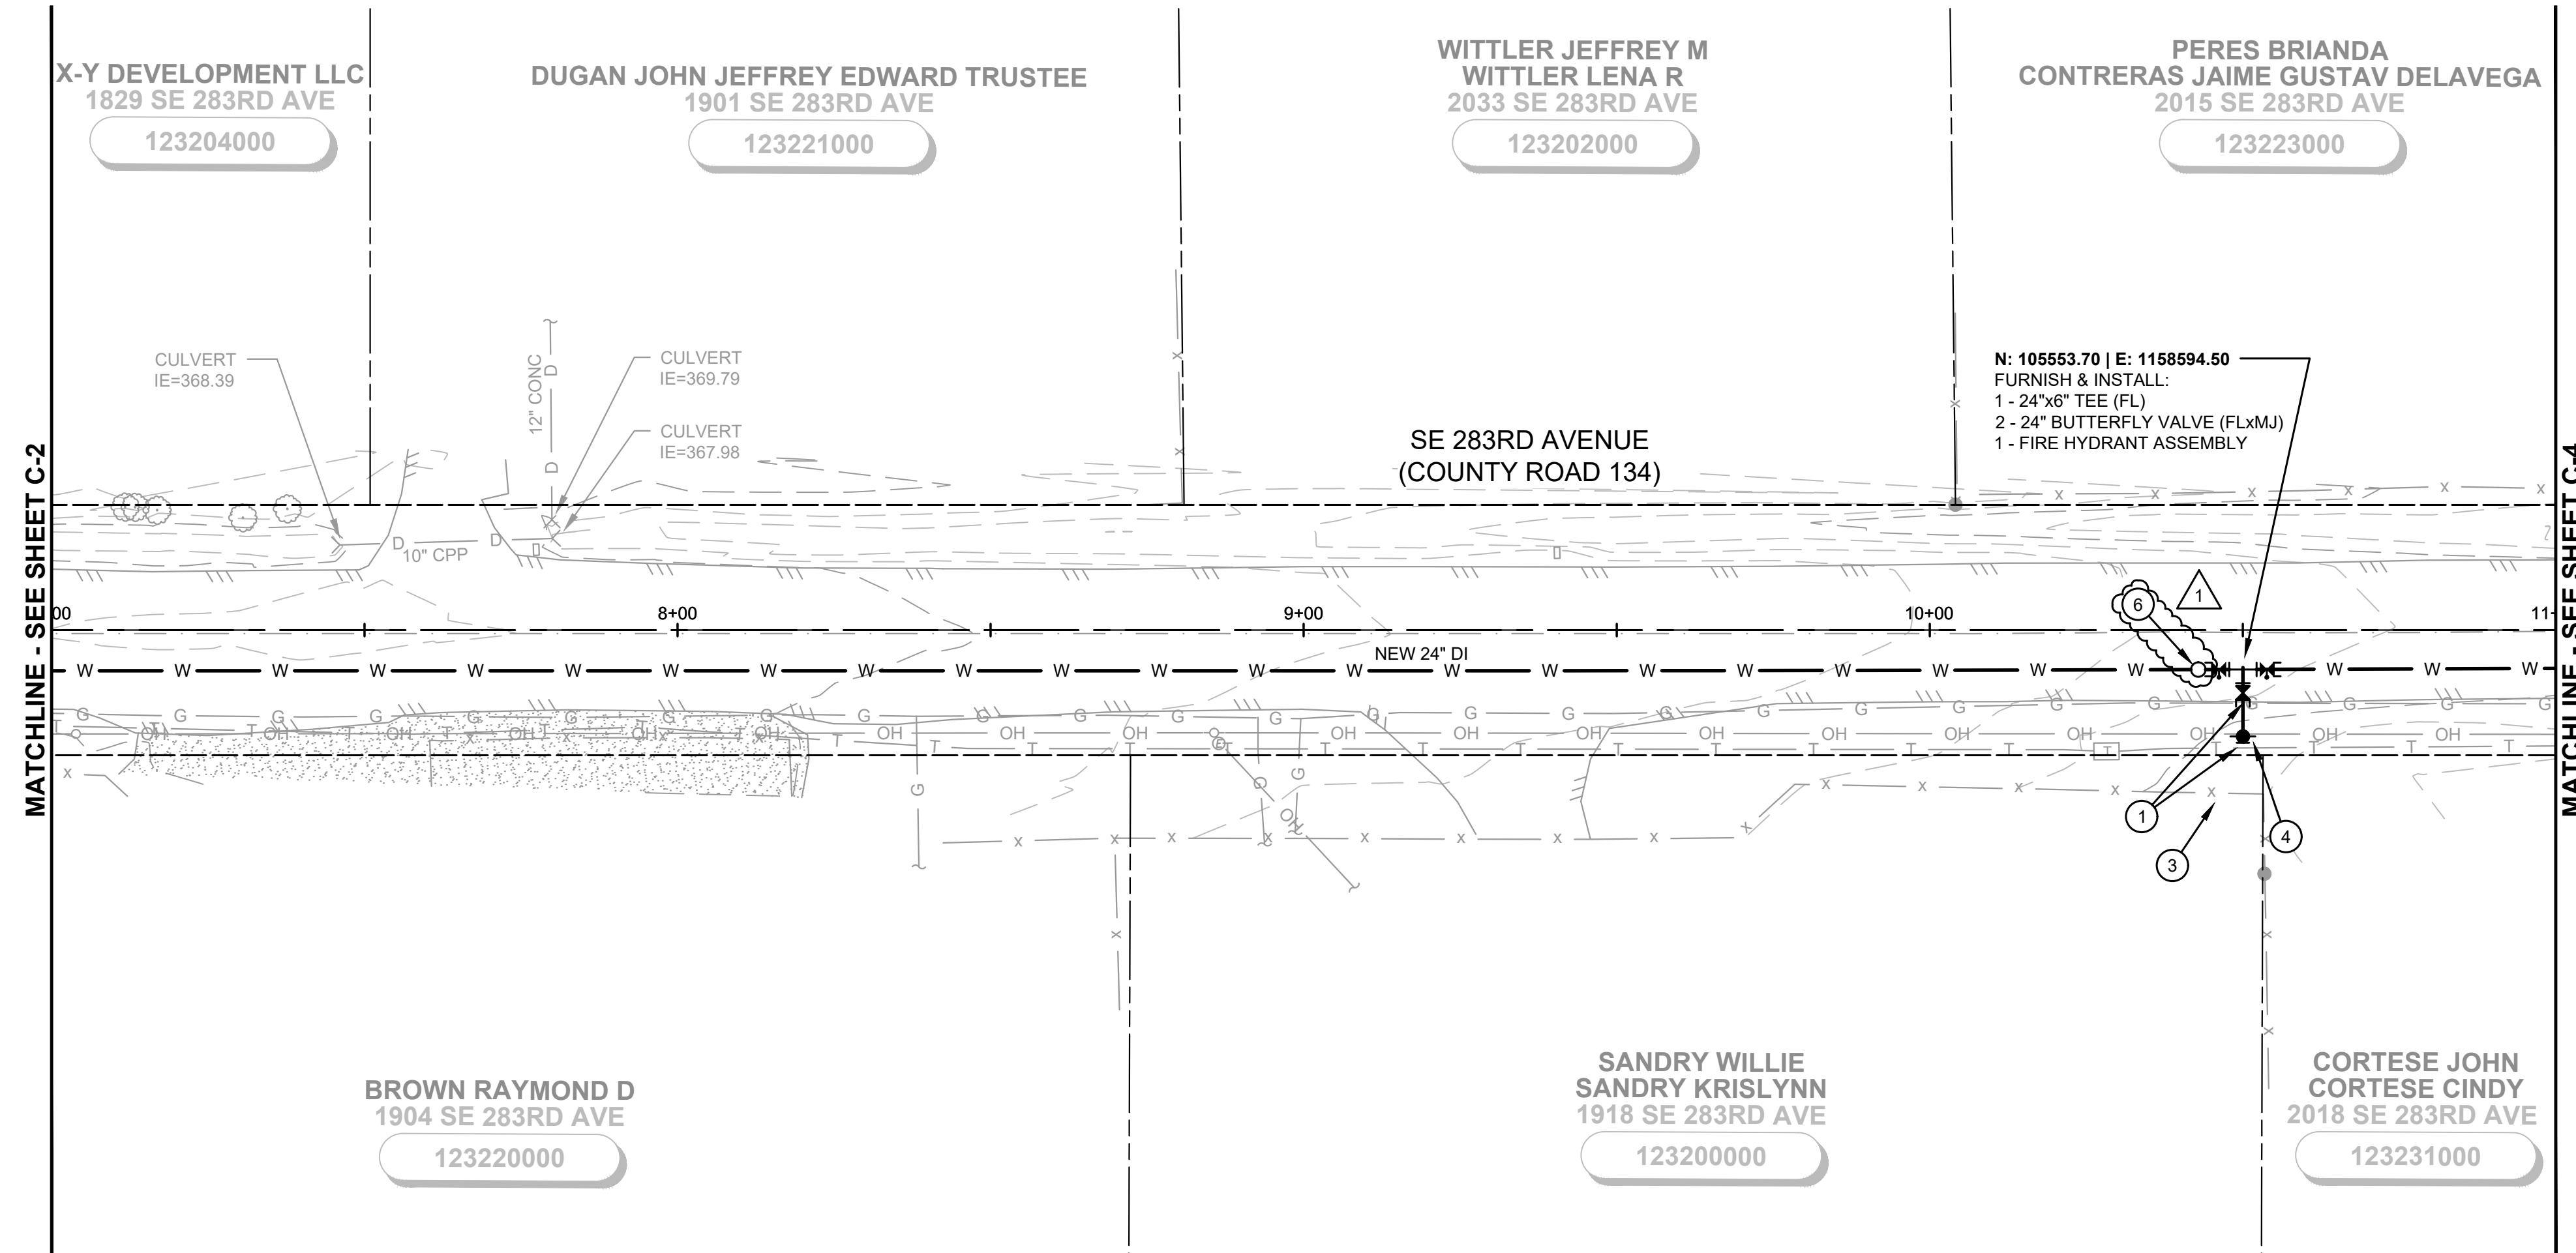 X-Y DEVELOPMENT LLC
1829 SE 283RD AVE
123204000
DUGAN JOHN JEFFREY EDWARD TRUSTEE
1901 SE 283RD AVE
123221000
WITTLER JEFFREY M
WITTLER LENA R
2033 SE 283RD AVE
123202000
PERES BRIANDA
CONTRERAS JAIME GUSTAV DELAVEGA
2015 SE 283RD AVE
123223000
CULVERT
IE=368.39
12" CONC
CULVERT
IE=369.79
CULVERT
IE=367.98
SE 283RD AVENUE
(COUNTY ROAD 134)
N: 105553.70 | E: 1158594.50
FURNISH & INSTALL:
1 - 24"x6" TEE (FL)
2 - 24" BUTTERFLY VALVE (FLxMJ)
1 - FIRE HYDRANT ASSEMBLY
MATCHLINE - SEE SHEET C-2
MATCHLINE - SEE SHEET C-4
10" CPP
00
8+00
9+00
10+00
11
6
1
NEW 24" DI
1
3
4
BROWN RAYMOND D
1904 SE 283RD AVE
123220000
SANDRY WILLIE
SANDRY KRISLYNN
1918 SE 283RD AVE
123200000
CORTESE JOHN
CORTESE CINDY
2018 SE 283RD AVE
123231000